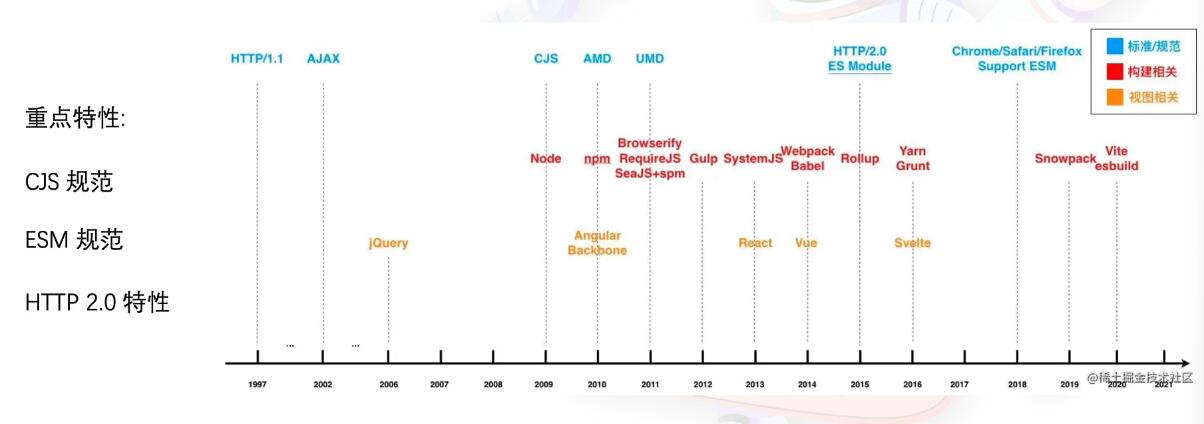 HTTP/1.1
AJAX
CJS
AMD
UMD
HTTP/2.0
ES Module
Chrome/Safari/Firefox
Support ESM
标准/规范
构建相关
视图相关
重点特性:
CJS 规范
ESM 规范
HTTP 2.0 特性
Node
npm
Browserify
RequireJS
SeaJS+spm
Gulp
SystemJS
Webpack
Babel
Rollup
Yarn
Grunt
Snowpack
Vite
esbuild
jQuery
Angular
Backbone
React
Vue
Svelte
...
...
1997
2002
2006
2007
2008
2009
2010
2011
2012
2013
2014
2015
2016
2017
2018
2019
2020
2021
@稀土掘金技术社区